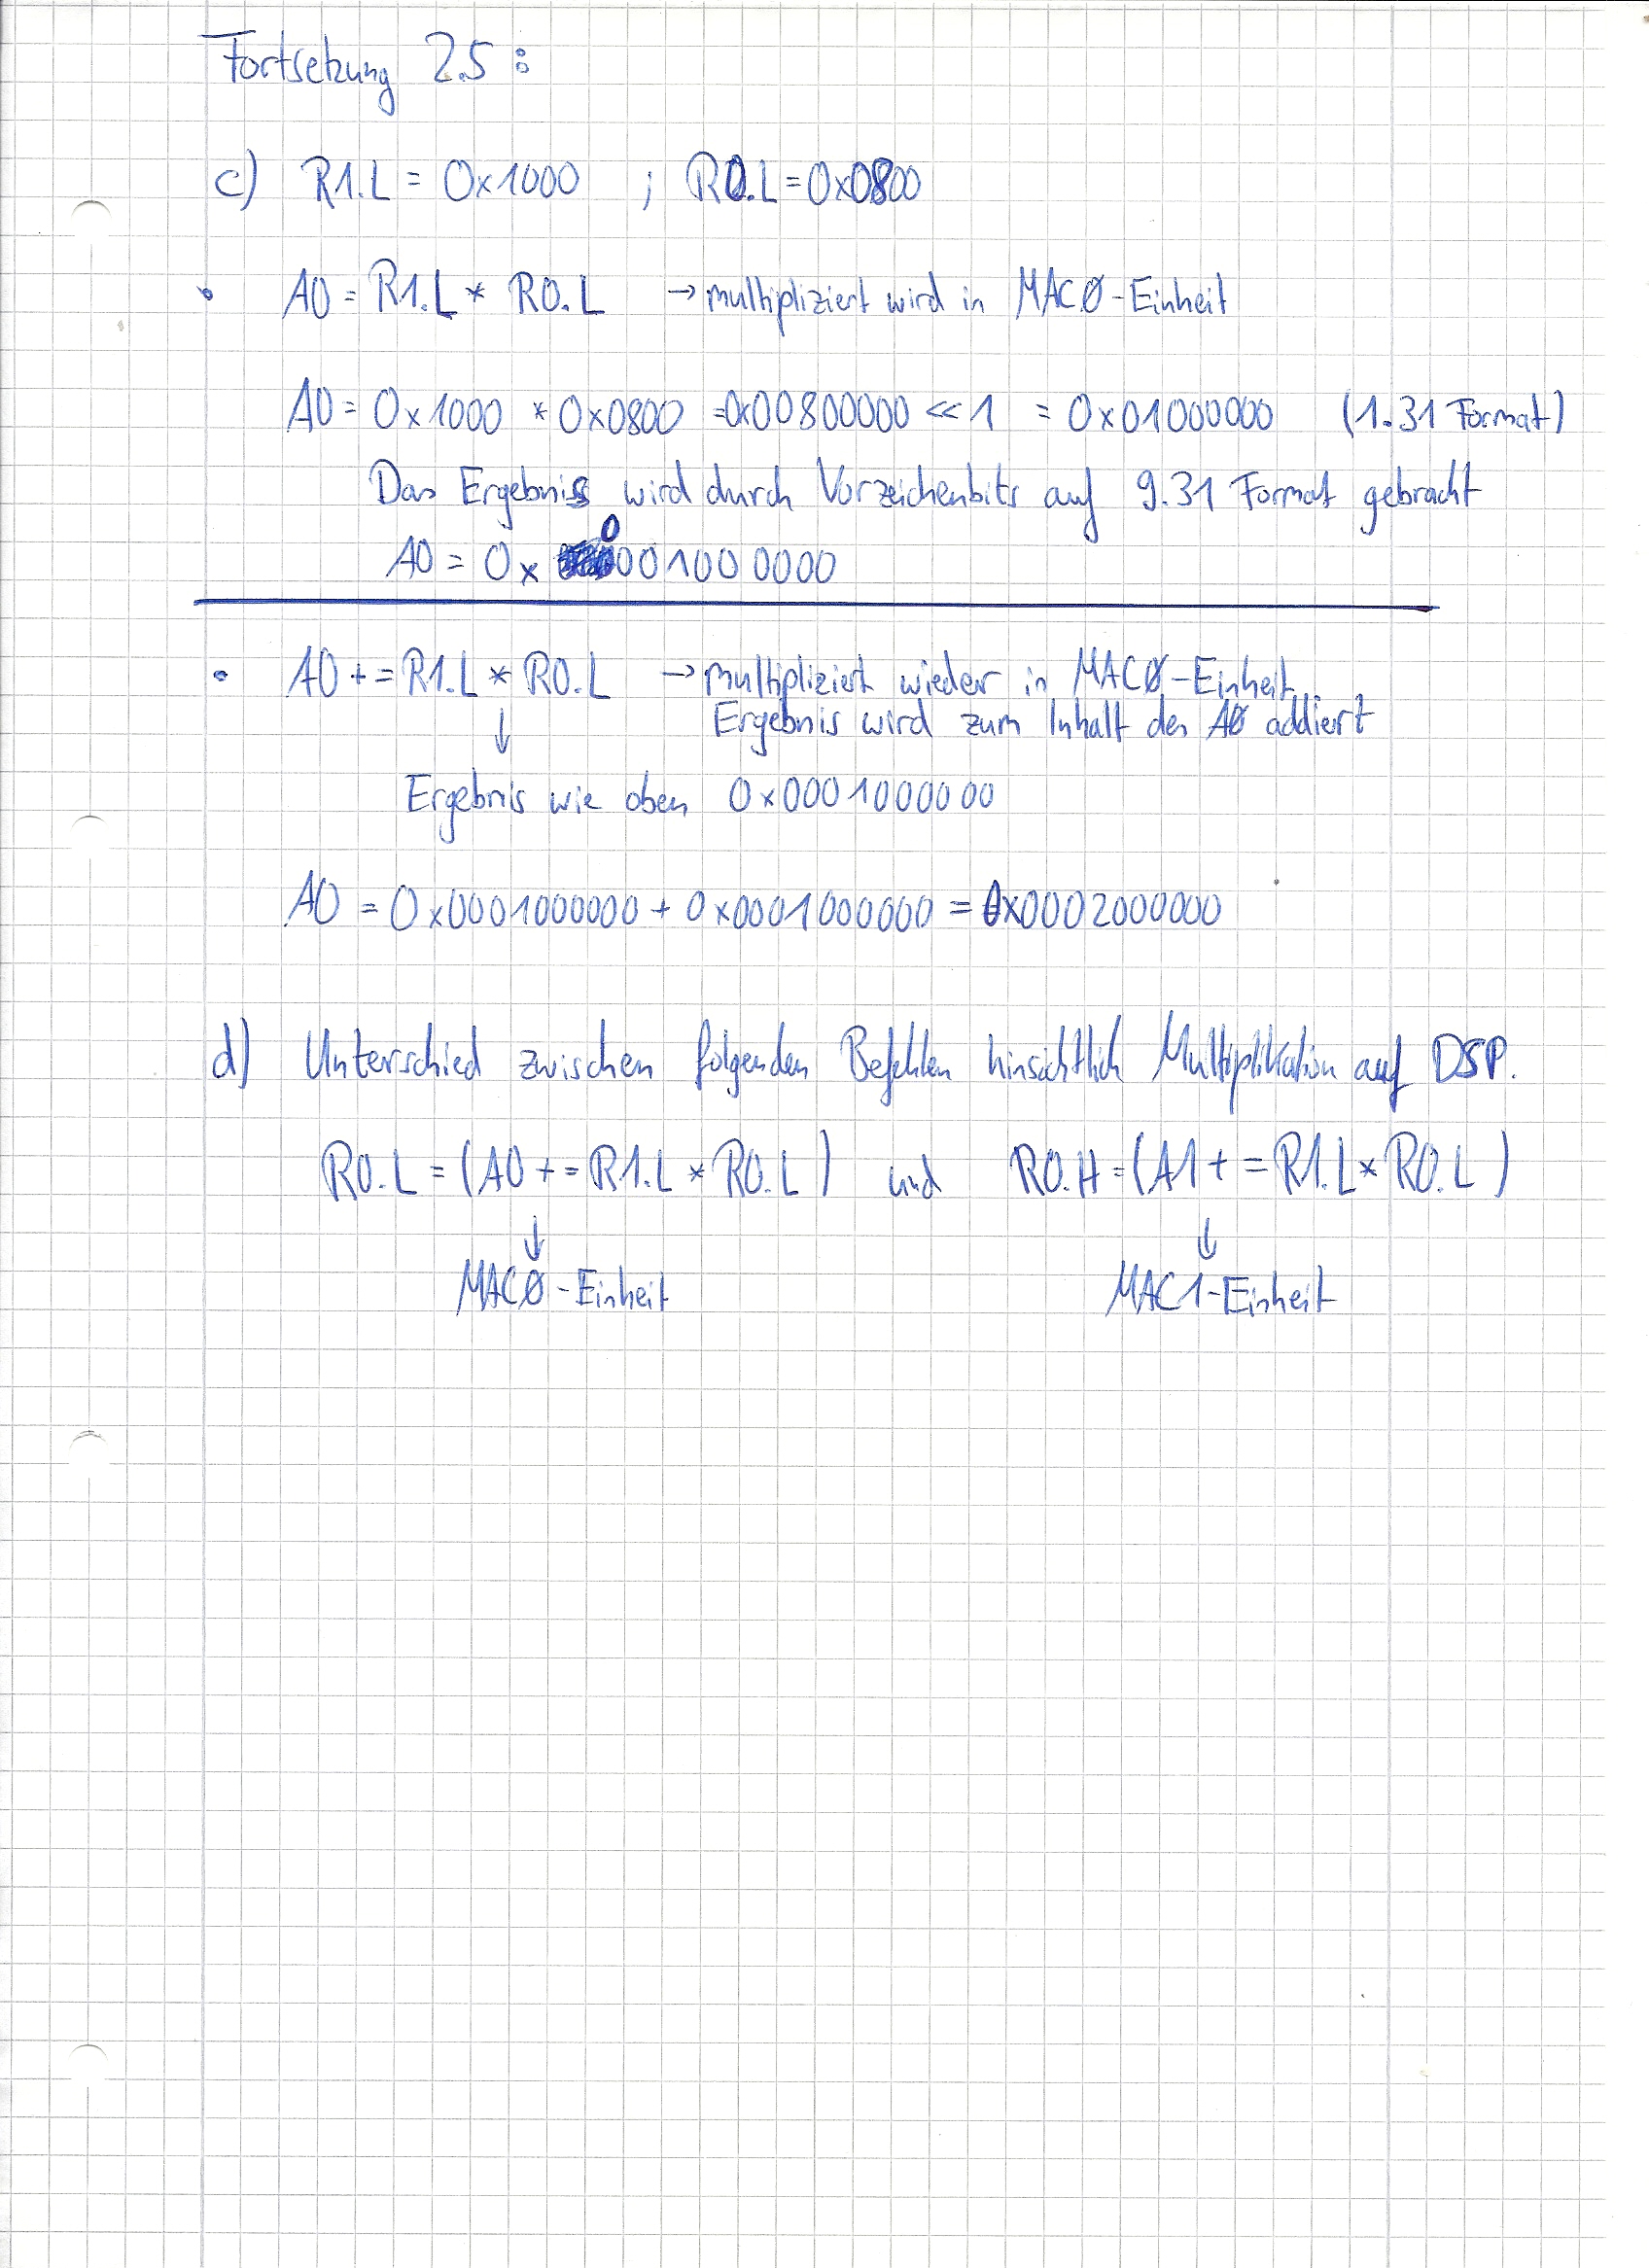 Fortsetzung 2.5 :
c) R1.L = 0x1000 ; R0.L = 0x0800
• A0 = R1.L * R0.L → multipliziert wird in MACØ-Einheit
A0 = 0x1000 * 0x0800 = 0x00800000 << 1 = 0x01000000 (1.31 Format)
Das Ergebnis wird durch Vorzeichenbits auf 9.31 Format gebracht
A0 = 0x0001000000
• A0 += R1.L * R0.L → multipliziert wieder in MACØ-Einheit
↓ Ergebnis wird zum Inhalt des AØ addiert
Ergebnis wie oben 0x0001000000
A0 = 0x0001000000 + 0x0001000000 = 0x0002000000
d) Unterschied zwischen folgenden Befehlen hinsichtlich Multiplikation auf DSP.
R0.L = (A0 += R1.L * R0.L) und R0.H = (A1 += R1.L * R0.L)
↓ ↓
MACØ-Einheit MAC1-Einheit